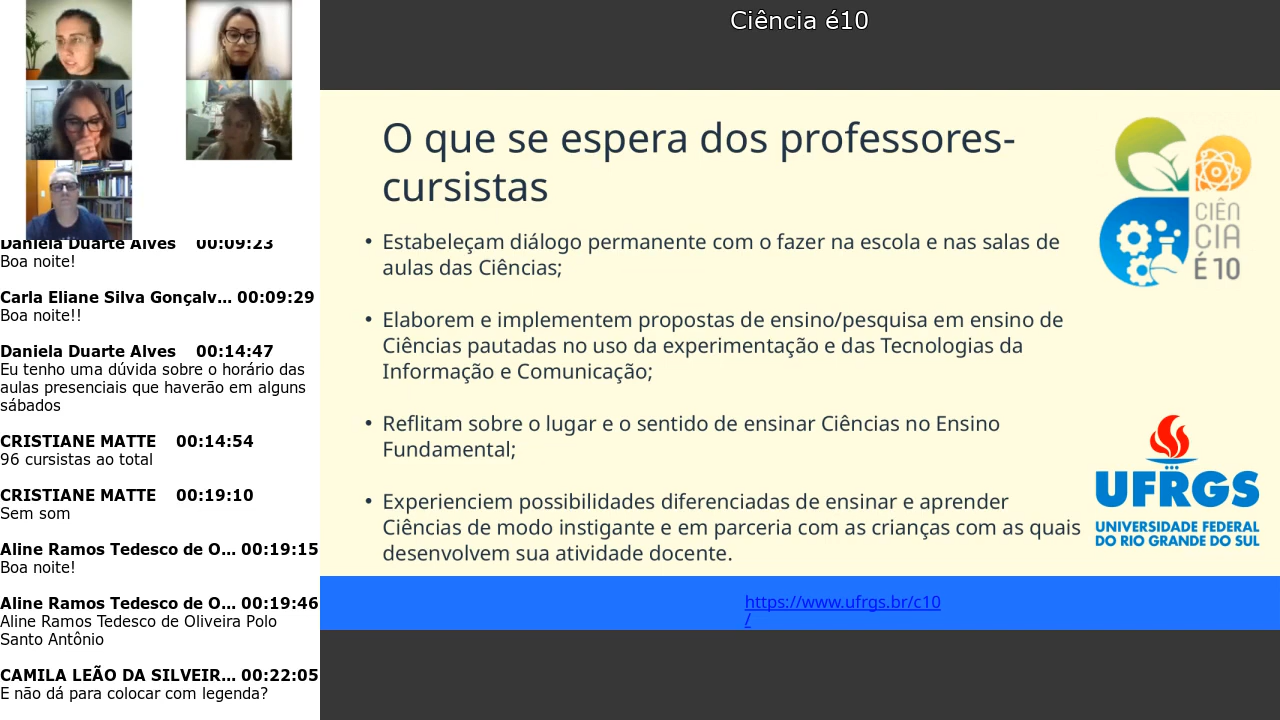 Ciência é10
O que se espera dos professores-
cursistas
• Estabeleçam diálogo permanente com o fazer na escola e nas salas de
aulas das Ciências;
• Elaborem e implementem propostas de ensino/pesquisa em ensino de
Ciências pautadas no uso da experimentação e das Tecnologias da
Informação e Comunicação;
• Reflitam sobre o lugar e o sentido de ensinar Ciências no Ensino
Fundamental;
• Experienciem possibilidades diferenciadas de ensinar e aprender
Ciências de modo instigante e em parceria com as crianças com as quais
desenvolvem sua atividade docente.
CIÊN
CIA
É 10
UFRGS
UNIVERSIDADE FEDERAL
DO RIO GRANDE DO SUL
https://www.ufrgs.br/c10
/
Daniela Duarte Alves 00:09:23
Boa noite!
Carla Eliane Silva Gonçalv... 00:09:29
Boa noite!!
Daniela Duarte Alves 00:14:47
Eu tenho uma dúvida sobre o horário das
aulas presenciais que haverão em alguns
sábados
CRISTIANE MATTE 00:14:54
96 cursistas ao total
CRISTIANE MATTE 00:19:10
Sem som
Aline Ramos Tedesco de O... 00:19:15
Boa noite!
Aline Ramos Tedesco de O... 00:19:46
Aline Ramos Tedesco de Oliveira Polo
Santo Antônio
CAMILA LEÃO DA SILVEIR... 00:22:05
E não dá para colocar com legenda?